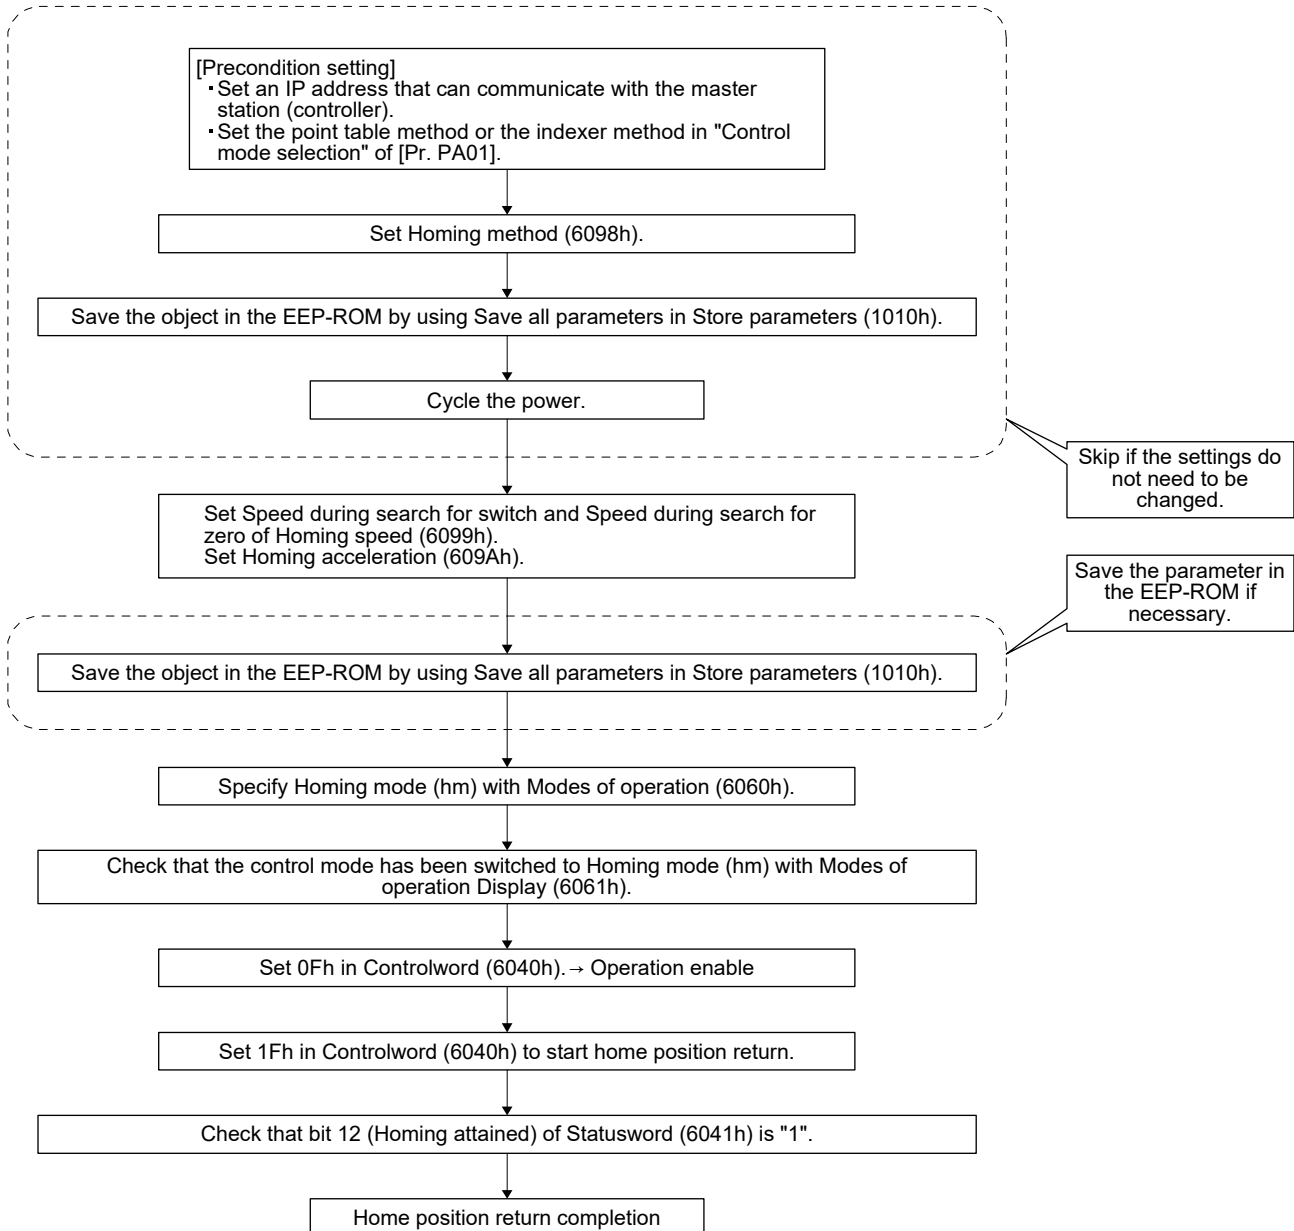 [Precondition setting]
・Set an IP address that can communicate with the master
station (controller).
・Set the point table method or the indexer method in "Control
mode selection" of [Pr. PA01].
Set Homing method (6098h).
Save the object in the EEP-ROM by using Save all parameters in Store parameters (1010h).
Cycle the power.
Skip if the settings do
not need to be
changed.
Set Speed during search for switch and Speed during search for
zero of Homing speed (6099h).
Set Homing acceleration (609Ah).
Save the parameter in
the EEP-ROM if
necessary.
Save the object in the EEP-ROM by using Save all parameters in Store parameters (1010h).
Specify Homing mode (hm) with Modes of operation (6060h).
Check that the control mode has been switched to Homing mode (hm) with Modes of
operation Display (6061h).
Set 0Fh in Controlword (6040h).→ Operation enable
Set 1Fh in Controlword (6040h) to start home position return.
Check that bit 12 (Homing attained) of Statusword (6041h) is "1".
Home position return completion